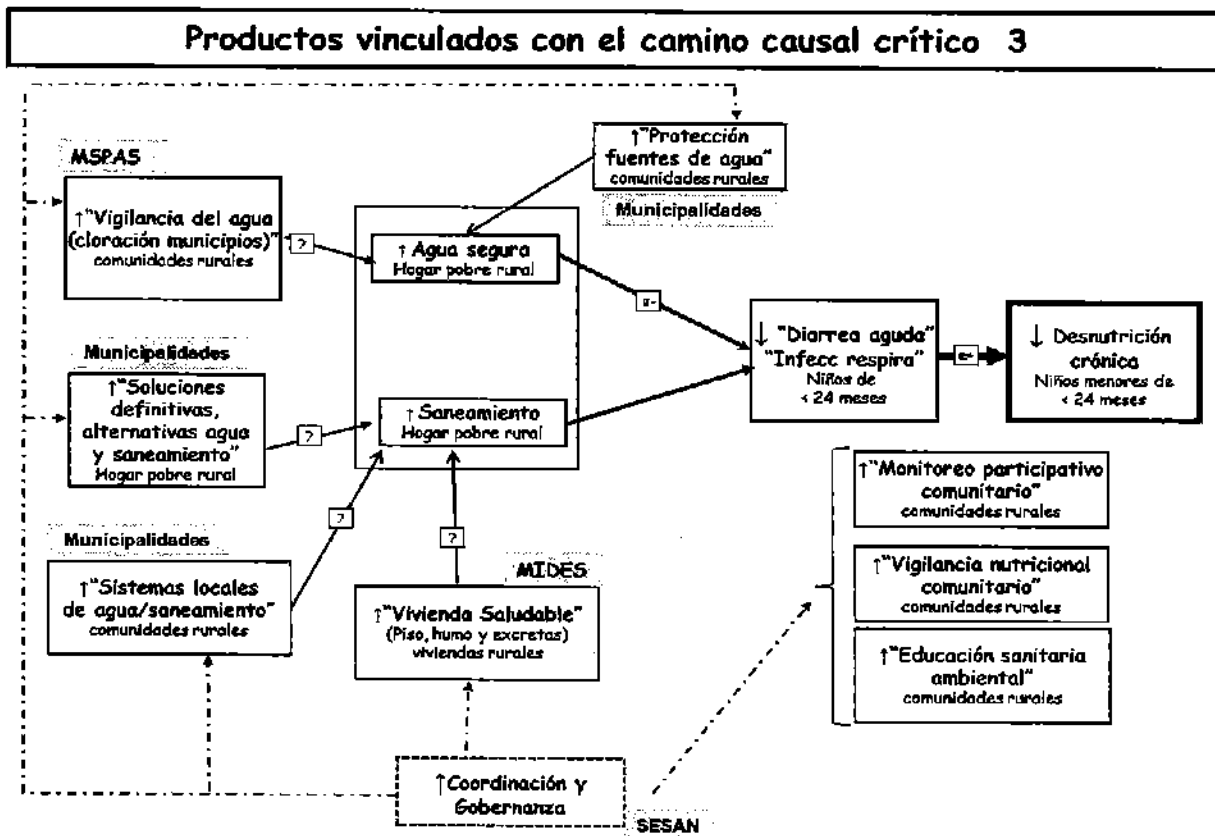 Productos vinculados con el camino causal crítico 3
MSPAS
↑"Vigilancia del agua
(cloración municipios)"
comunidades rurales
?
↑"Protección
fuentes de agua"
comunidades rurales
Municipalidades
↑ Agua segura
Hogar pobre rural
Municipalidades
↑"Soluciones
definitivas,
alternativas agua
y saneamiento"
Hogar pobre rural
?
↑ Saneamiento
Hogar pobre rural
↓ "Diarrea aguda"
"Infecc respira"
Niños de
< 24 meses
↓ Desnutrición
crónica
Niños menores de
< 24 meses
Municipalidades
↑"Sistemas locales
de agua/saneamiento"
comunidades rurales
?
?
MIDES
↑"Vivienda Saludable"
(Piso, humo y excretas)
viviendas rurales
↑"Monitoreo participativo
comunitario"
comunidades rurales
↑"Vigilancia nutricional
comunitario"
comunidades rurales
↑"Educación sanitaria
ambiental"
comunidades rurales
↑Coordinación y
Gobernanza
SESAN